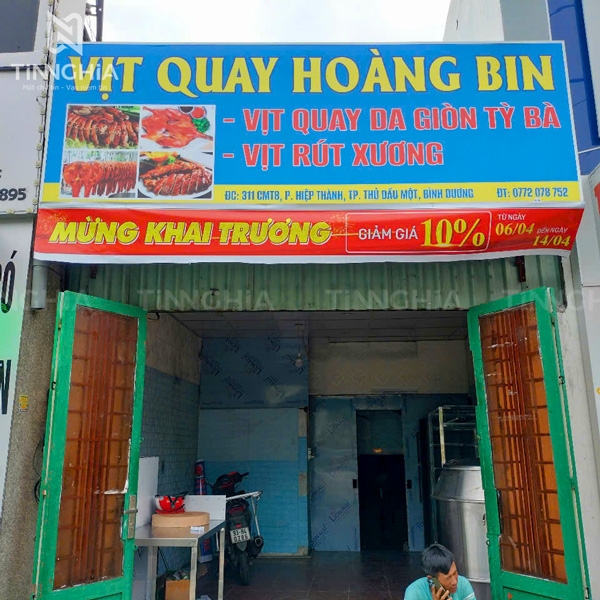 TiNNGHiA
VỊT QUAY HOÀNG BIN
- VỊT QUAY DA GIÒN TỲ BÀ
- VỊT RÚT XƯƠNG
ĐC: 311 CMT8, P. HIỆP THÀNH, TP. THỦ DẦU MỘT, BÌNH DƯƠNG ĐT: 0772 078 752
895
MỪNG KHAI TRƯƠNG GIẢM GIÁ 10% TỪ NGÀY 06/04 ĐẾN NGÀY 14/04
TiNNGHiA TiNNGHiA TiNNGHiA